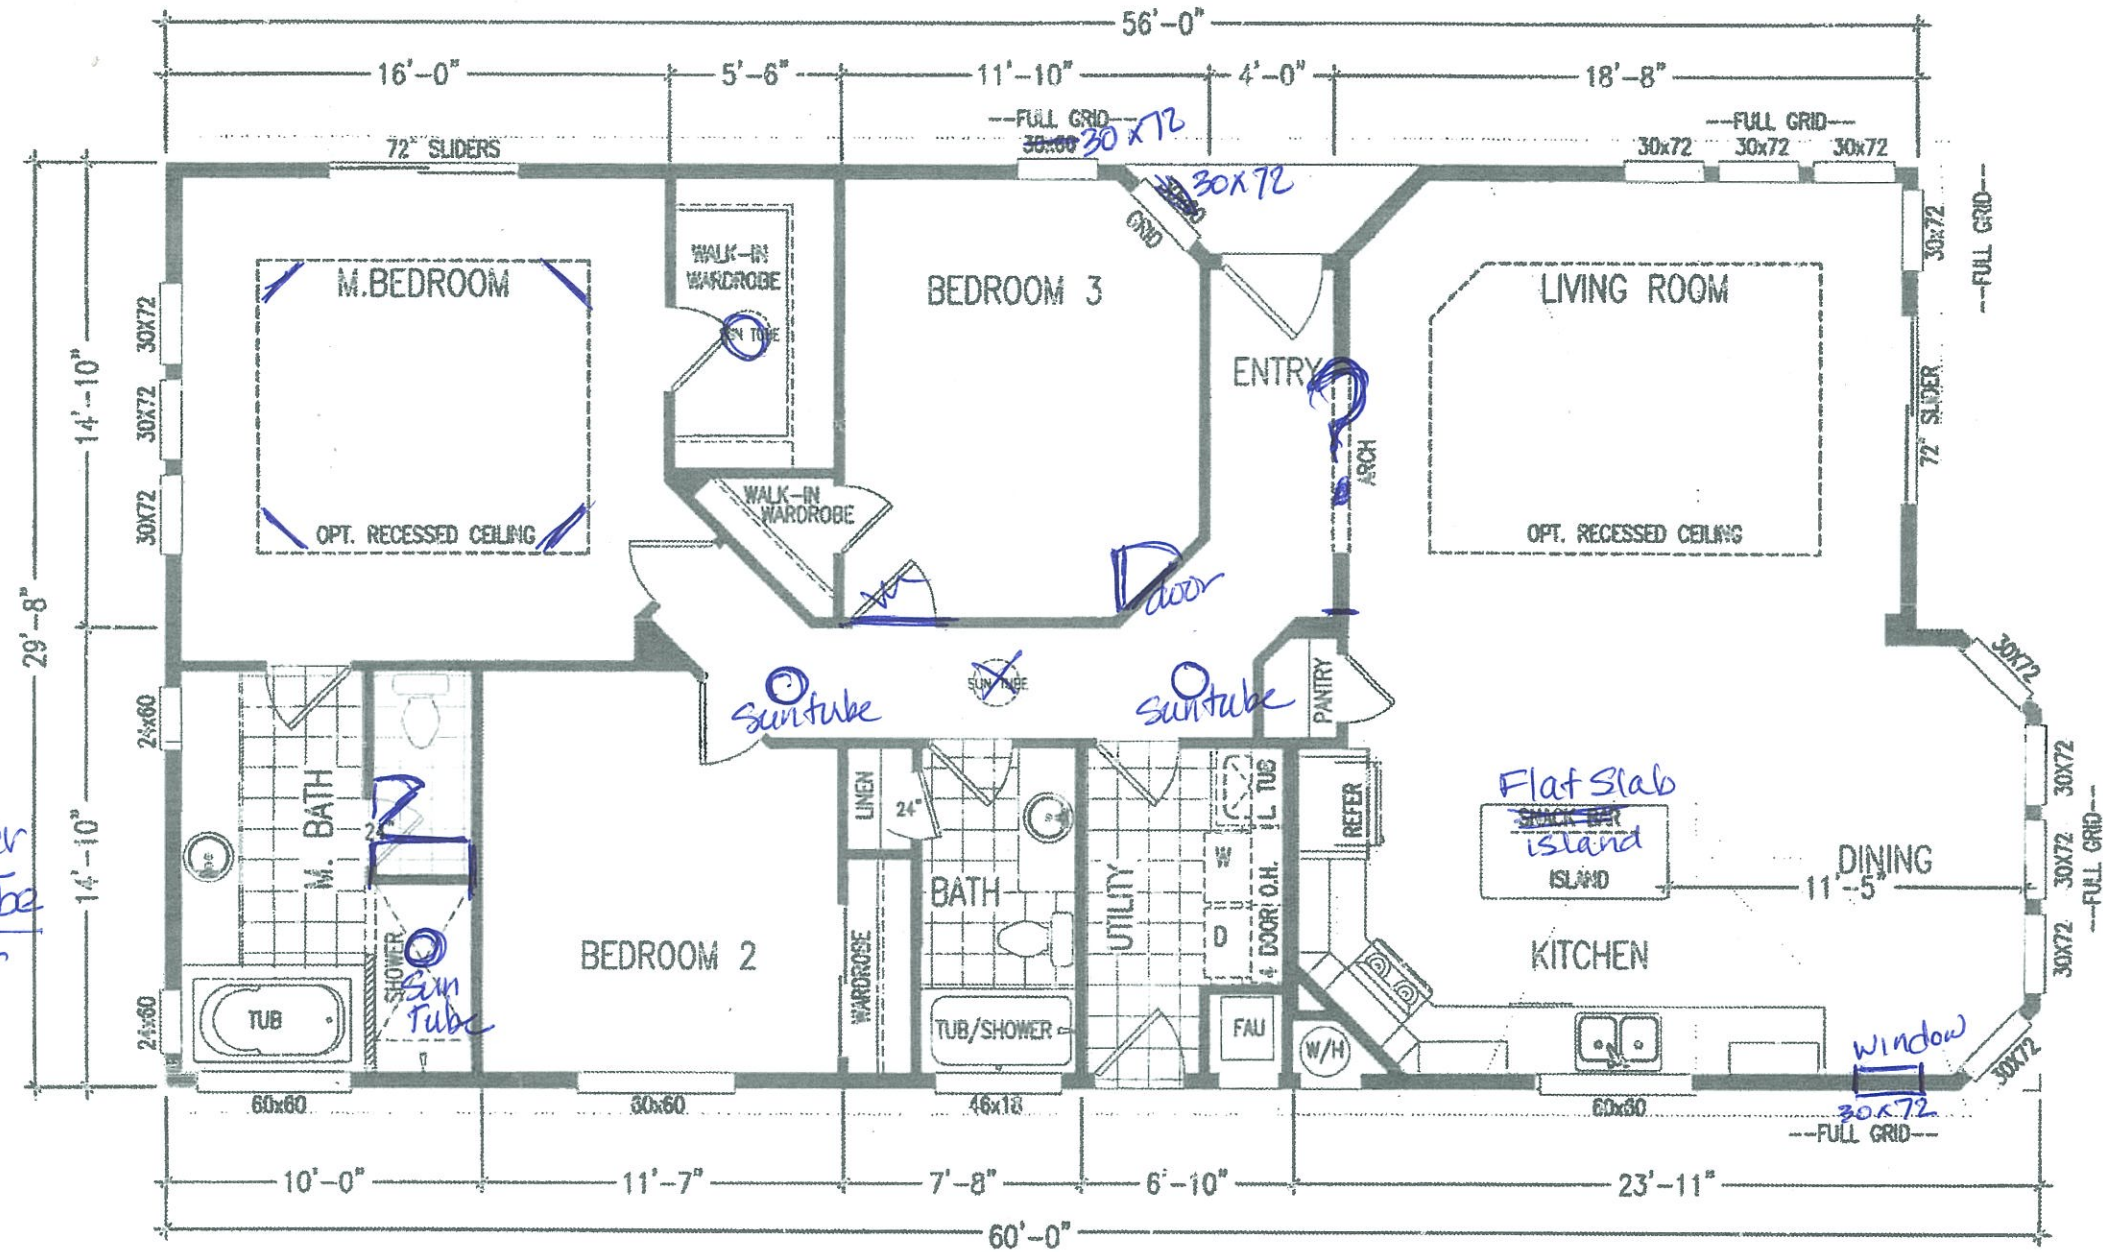 56'-0"
16'-0" 5'-6" 11'-10" 4'-0" 18'-8"
--FULL GRID--
30x60 30x72
72" SLIDERS
--FULL GRID--
30x72 30x72 30x72
30x72
GRID
30x72
--FULL GRID--
WALK-IN
WARDROBE
SUN TUBE
M.BEDROOM
BEDROOM 3
LIVING ROOM
ENTRY
?
ARCH
72" SLIDER
30X72
30X72
30X72
14'-10"
29'-8"
OPT. RECESSED CEILING
WALK-IN
WARDROBE
OPT. RECESSED CEILING
door
Suntube
SUN TUBE
Suntube
PANTRY
30X72
24x60
M. BATH
24"
LINEN
24"
L. TUB
REFER
Flat Slab
SNACK BAR
island
ISLAND
DINING
11'-5"
30X72
30X72
30X72
--FULL GRID--
14'-10"
be
BEDROOM 2
WARDROBE
BATH
UTILITY
W
D
4 DOOR O.H.
KITCHEN
SHOWER
Sun
Tube
TUB
24x60
TUB/SHOWER
FAU
W/H
Window
30X72
60x60
60x60
46x18
60x60
30x72
--FULL GRID--
10'-0" 11'-7" 7'-8" 6'-10" 23'-11"
60'-0"